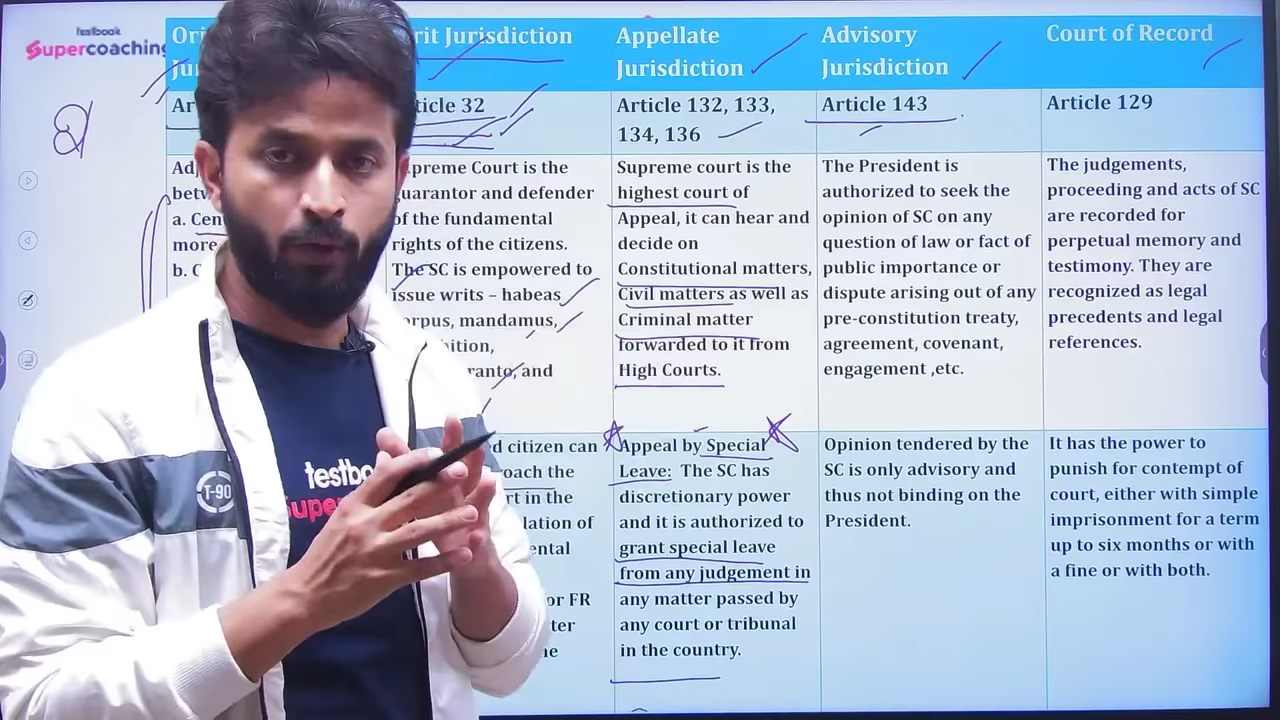 testbook
Supercoaching
Jurisdiction
Article 32
Supreme Court is the
guarantor and defender
of the fundamental
rights of the citizens.
The SC is empowered to
issue writs – habeas
corpus, mandamus,
and
citizen can
the
in the
of
or FR
Appellate
Jurisdiction
Article 132, 133,
134, 136
Supreme court is the
highest court of
Appeal, it can hear and
decide on
Constitutional matters,
Civil matters as well as
Criminal matter
forwarded to it from
High Courts.
Appeal by Special
Leave: The SC has
discretionary power
and it is authorized to
grant special leave
from any judgement in
any matter passed by
any court or tribunal
in the country.
Advisory
Jurisdiction
Article 143
The President is
authorized to seek the
opinion of SC on any
question of law or fact of
public importance or
dispute arising out of any
pre-constitution treaty,
agreement, covenant,
engagement ,etc.
Opinion tendered by the
SC is only advisory and
thus not binding on the
President.
Court of Record
Article 129
The judgements,
proceeding and acts of SC
are recorded for
perpetual memory and
testimony. They are
recognized as legal
precedents and legal
references.
It has the power to
punish for contempt of
court, either with simple
imprisonment for a term
up to six months or with
a fine or with both.
T-90